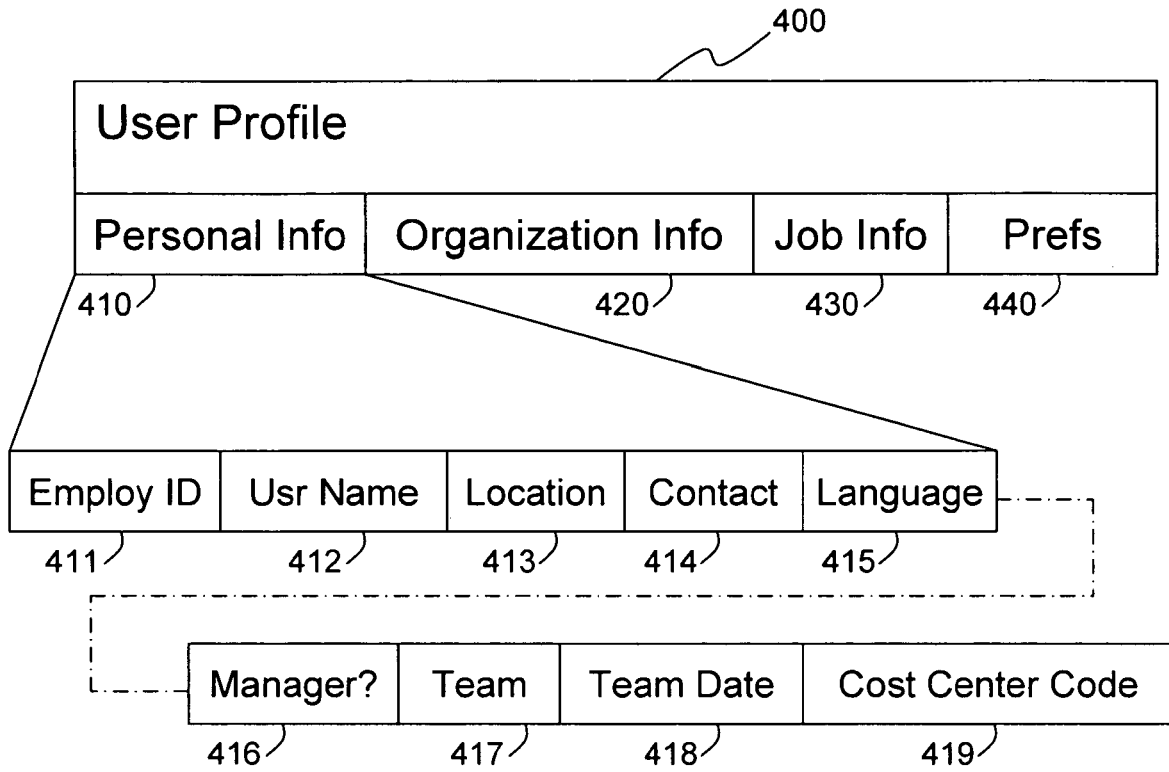 400
User Profile
Personal Info Organization Info Job Info Prefs
410 420 430 440
Employ ID Usr Name Location Contact Language
411 412 413 414 415
Manager? Team Team Date Cost Center Code
416 417 418 419